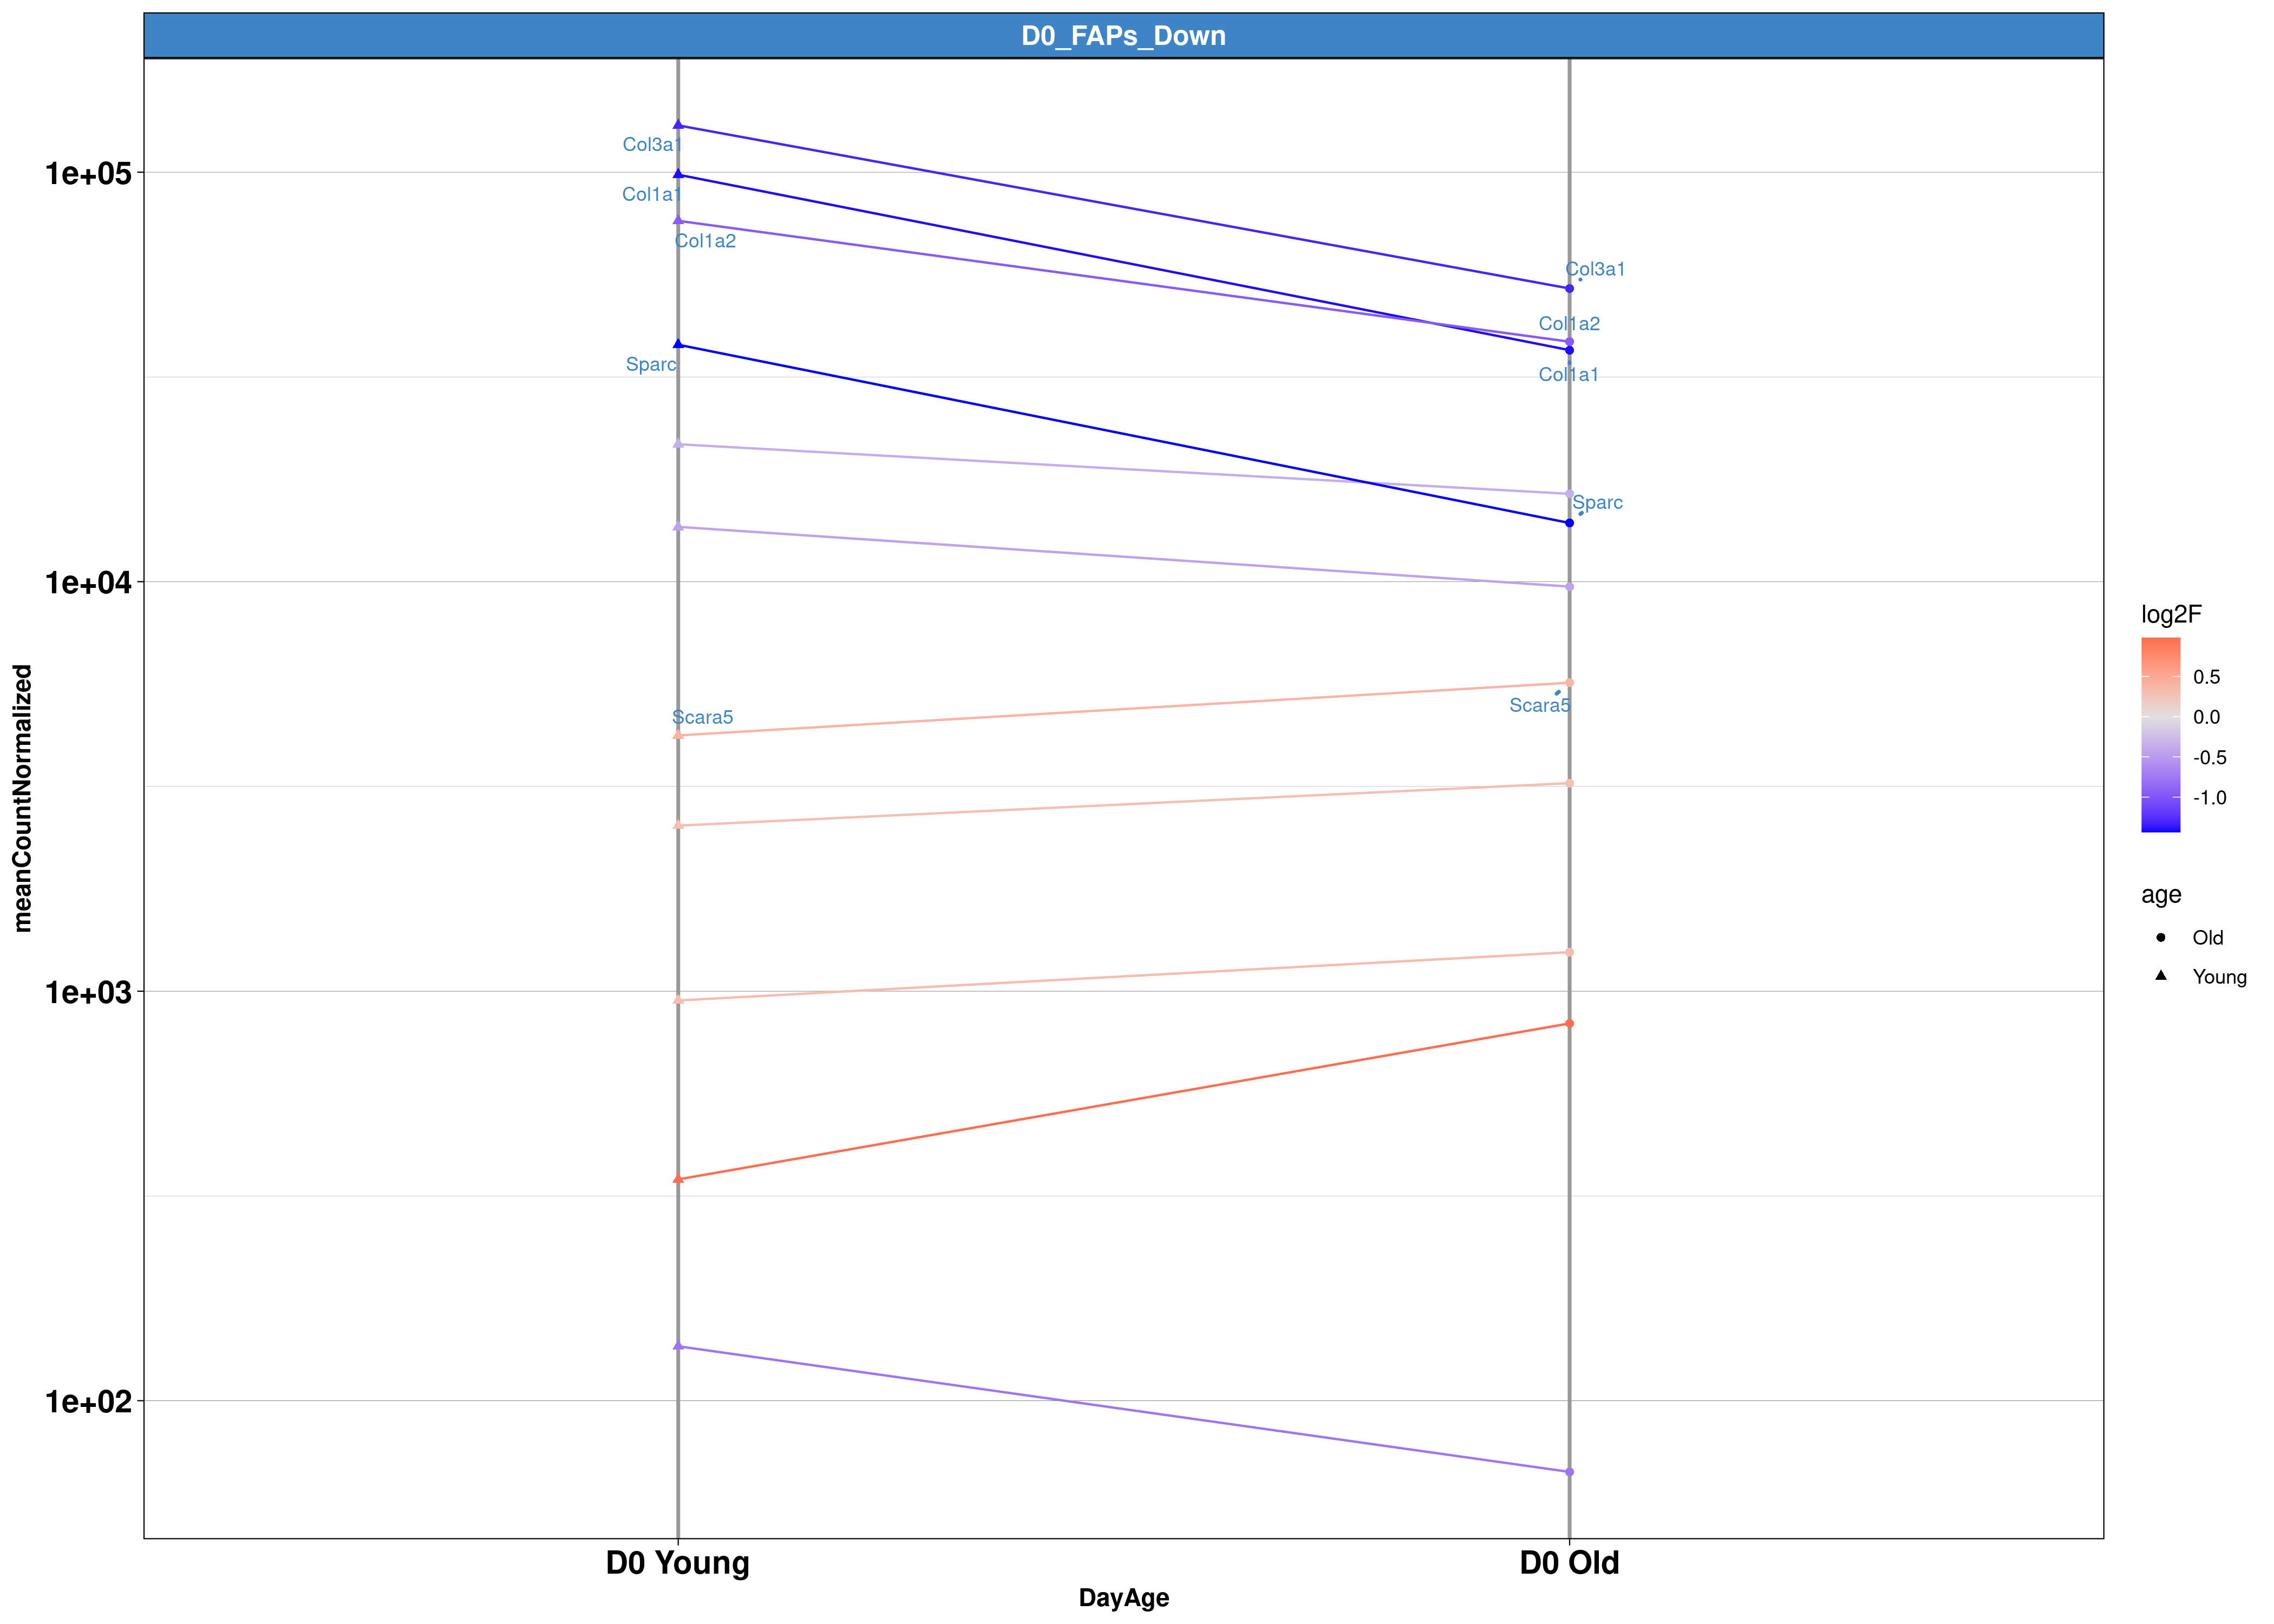 D0_FAPs_Down
meanCountNormalized
1e+05
1e+04
1e+03
1e+02
Col3a1
Col1a1
Col1a2
Sparc
Scara5
Col3a1
Col1a2
Col1a1
Sparc
Scara5
D0 Young
D0 Old
DayAge
log2F
0.5
0.0
-0.5
-1.0
age
Old
Young